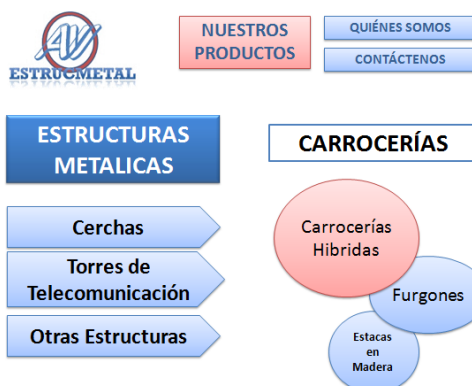 AV
ESTRUCMETAL
NUESTROS
PRODUCTOS
QUIÉNES SOMOS
CONTÁCTENOS
ESTRUCTURAS
METALICAS
Cerchas
Torres de
Telecomunicación
Otras Estructuras
CARROCERÍAS
Carrocerías
Hibridas
Furgones
Estacas
en
Madera